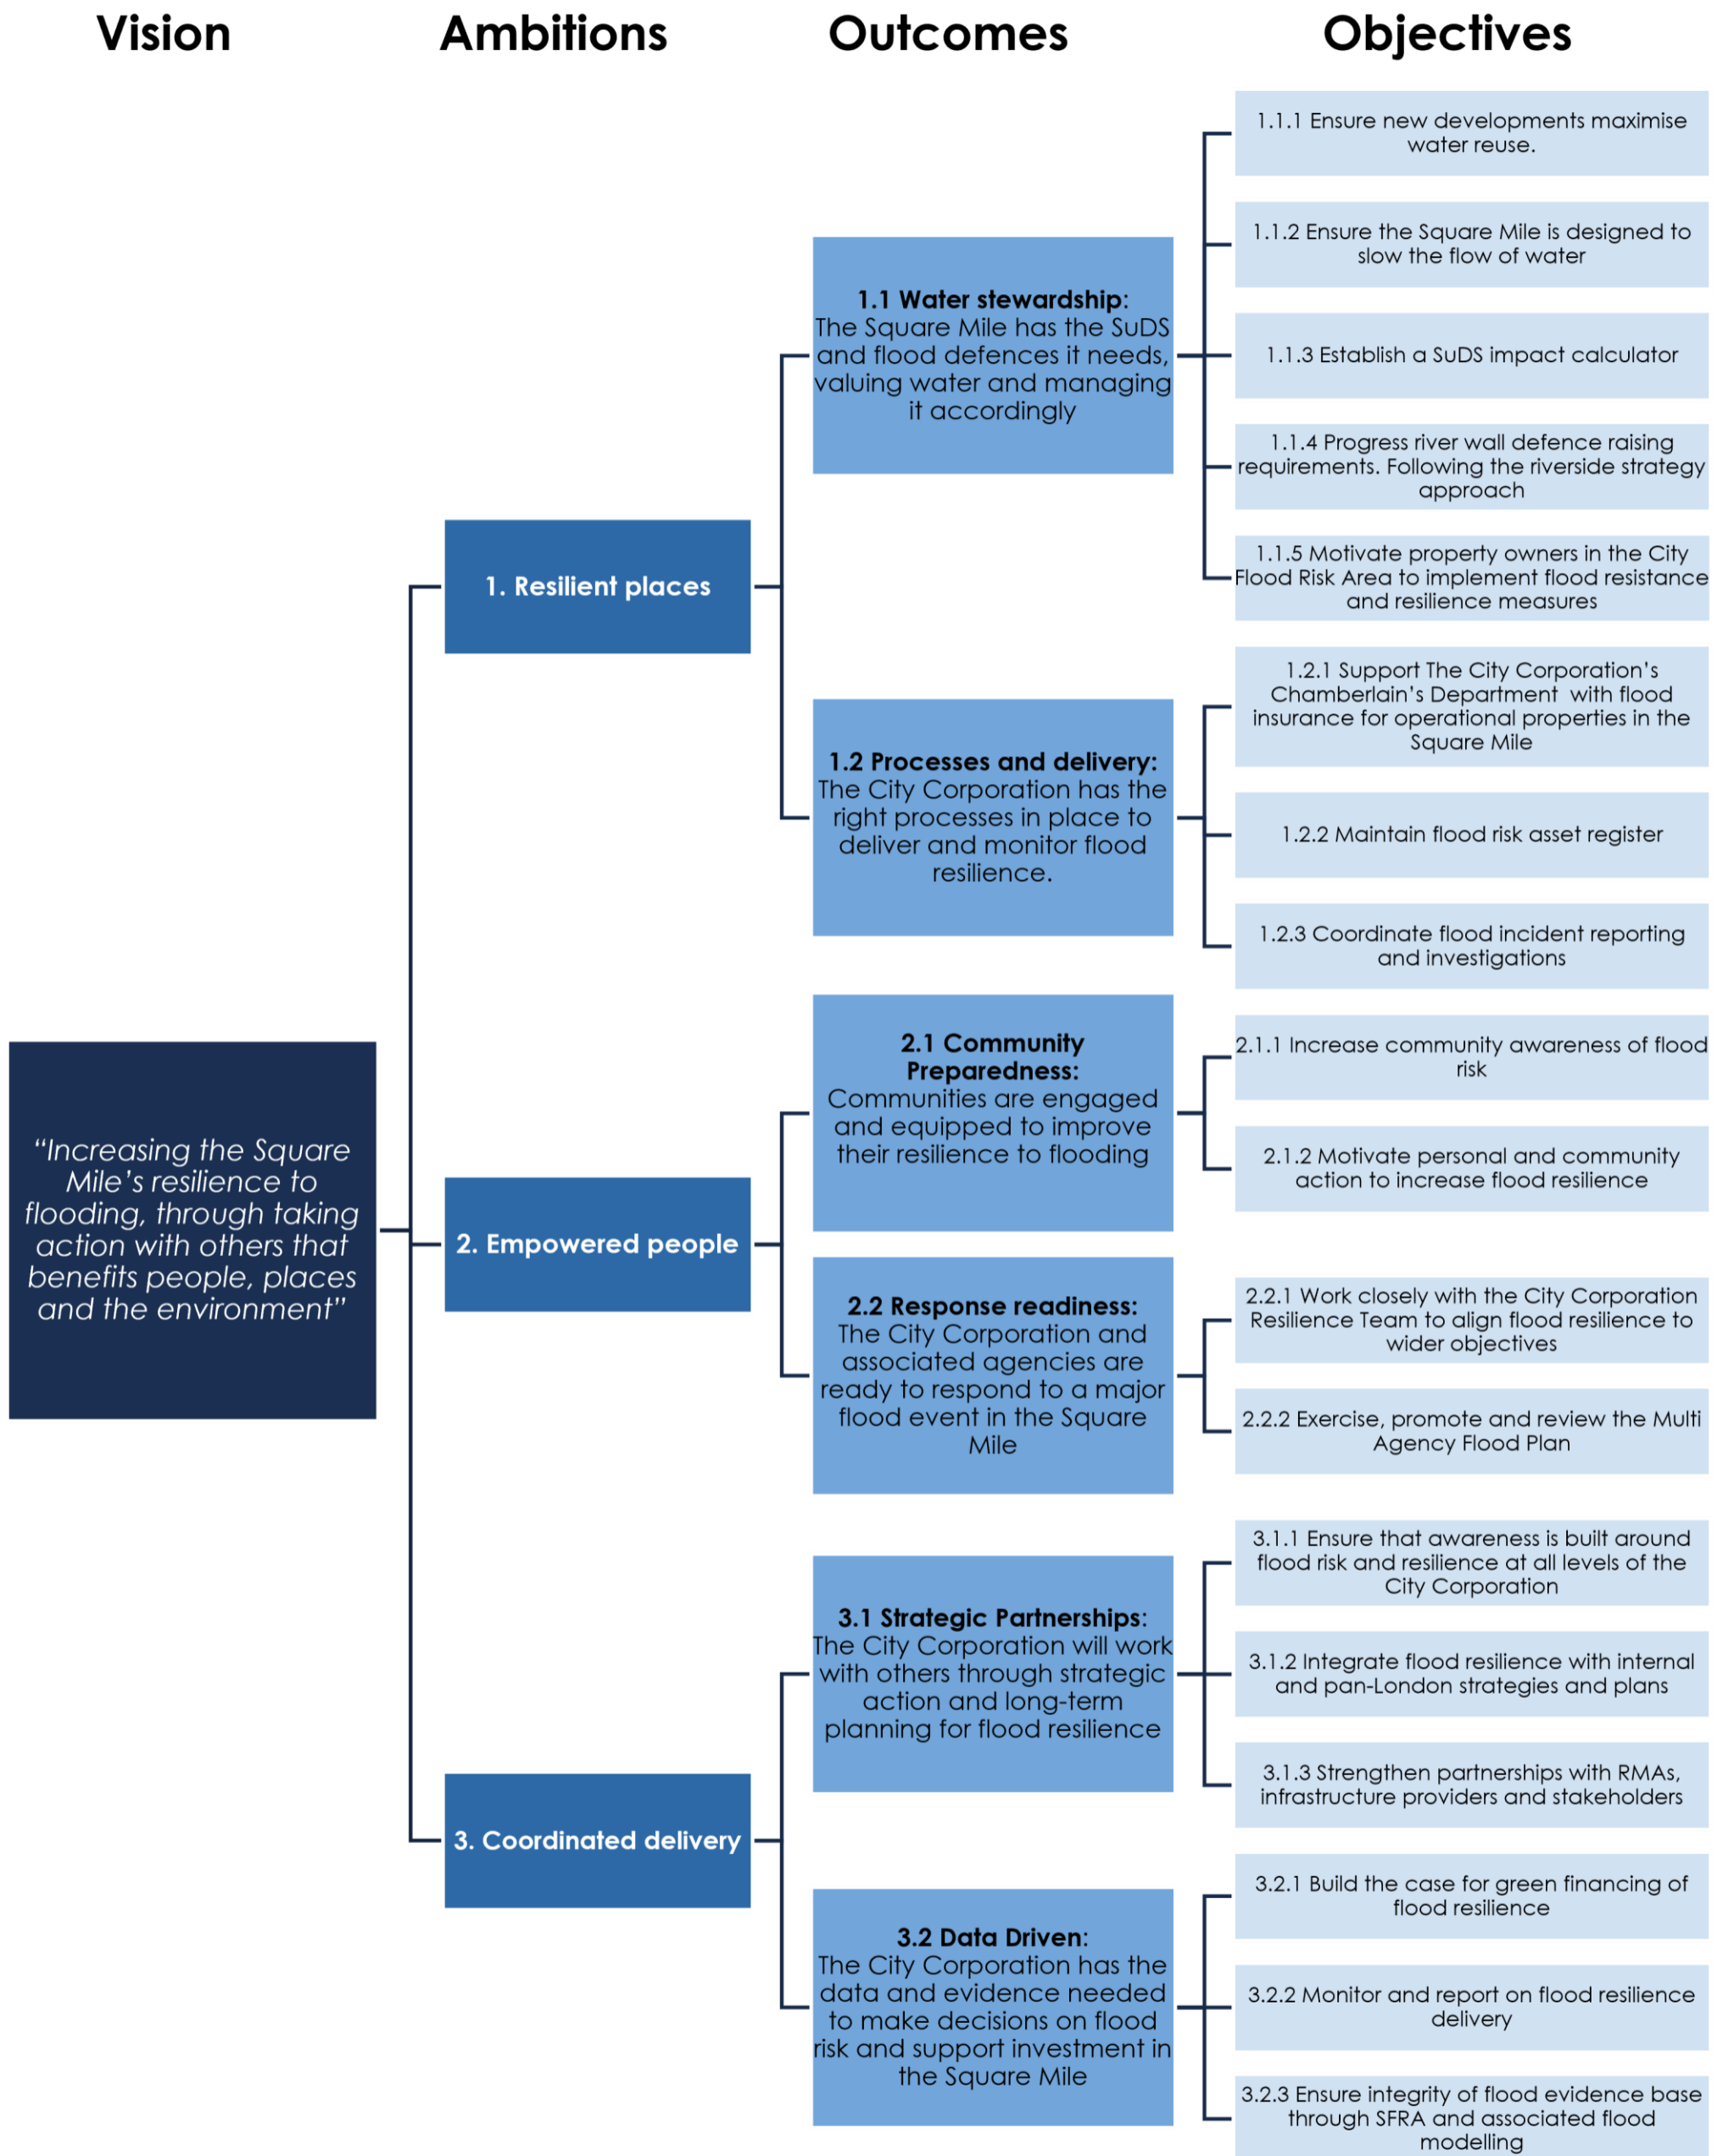 Vision
Ambitions
Outcomes
Objectives
“Increasing the Square
Mile’s resilience to
flooding, through taking
action with others that
benefits people, places
and the environment”
1. Resilient places
1.1 Water stewardship:
The Square Mile has the SuDS
and flood defences it needs,
valuing water and managing
it accordingly
1.1.1 Ensure new developments maximise
water reuse.
1.1.2 Ensure the Square Mile is designed to
slow the flow of water
1.1.3 Establish a SuDS impact calculator
1.1.4 Progress river wall defence raising
requirements. Following the riverside strategy
approach
1.1.5 Motivate property owners in the City
Flood Risk Area to implement flood resistance
and resilience measures
1.2 Processes and delivery:
The City Corporation has the
right processes in place to
deliver and monitor flood
resilience.
1.2.1 Support The City Corporation’s
Chamberlain’s Department  with flood
insurance for operational properties in the
Square Mile
1.2.2 Maintain flood risk asset register
1.2.3 Coordinate flood incident reporting
and investigations
2. Empowered people
2.1 Community
Preparedness:
Communities are engaged
and equipped to improve
their resilience to flooding
2.1.1 Increase community awareness of flood
risk
2.1.2 Motivate personal and community
action to increase flood resilience
2.2 Response readiness:
The City Corporation and
associated agencies are
ready to respond to a major
flood event in the Square
Mile
2.2.1 Work closely with the City Corporation
Resilience Team to align flood resilience to
wider objectives
2.2.2 Exercise, promote and review the Multi
Agency Flood Plan
3. Coordinated delivery
3.1 Strategic Partnerships:
The City Corporation will work
with others through strategic
action and long-term
planning for flood resilience
3.1.1 Ensure that awareness is built around
flood risk and resilience at all levels of the
City Corporation
3.1.2 Integrate flood resilience with internal
and pan-London strategies and plans
3.1.3 Strengthen partnerships with RMAs,
infrastructure providers and stakeholders
3.2 Data Driven:
The City Corporation has the
data and evidence needed
to make decisions on flood
risk and support investment in
the Square Mile
3.2.1 Build the case for green financing of
flood resilience
3.2.2 Monitor and report on flood resilience
delivery
3.2.3 Ensure integrity of flood evidence base
through SFRA and associated flood
modelling